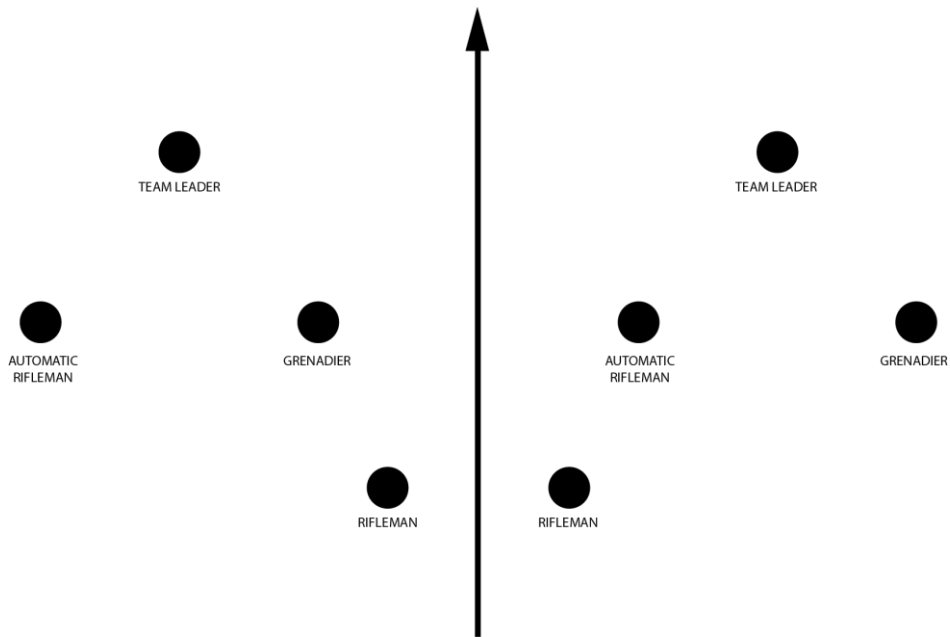 TEAM LEADER
TEAM LEADER
AUTOMATIC
RIFLEMAN
GRENADIER
AUTOMATIC
RIFLEMAN
GRENADIER
RIFLEMAN
RIFLEMAN